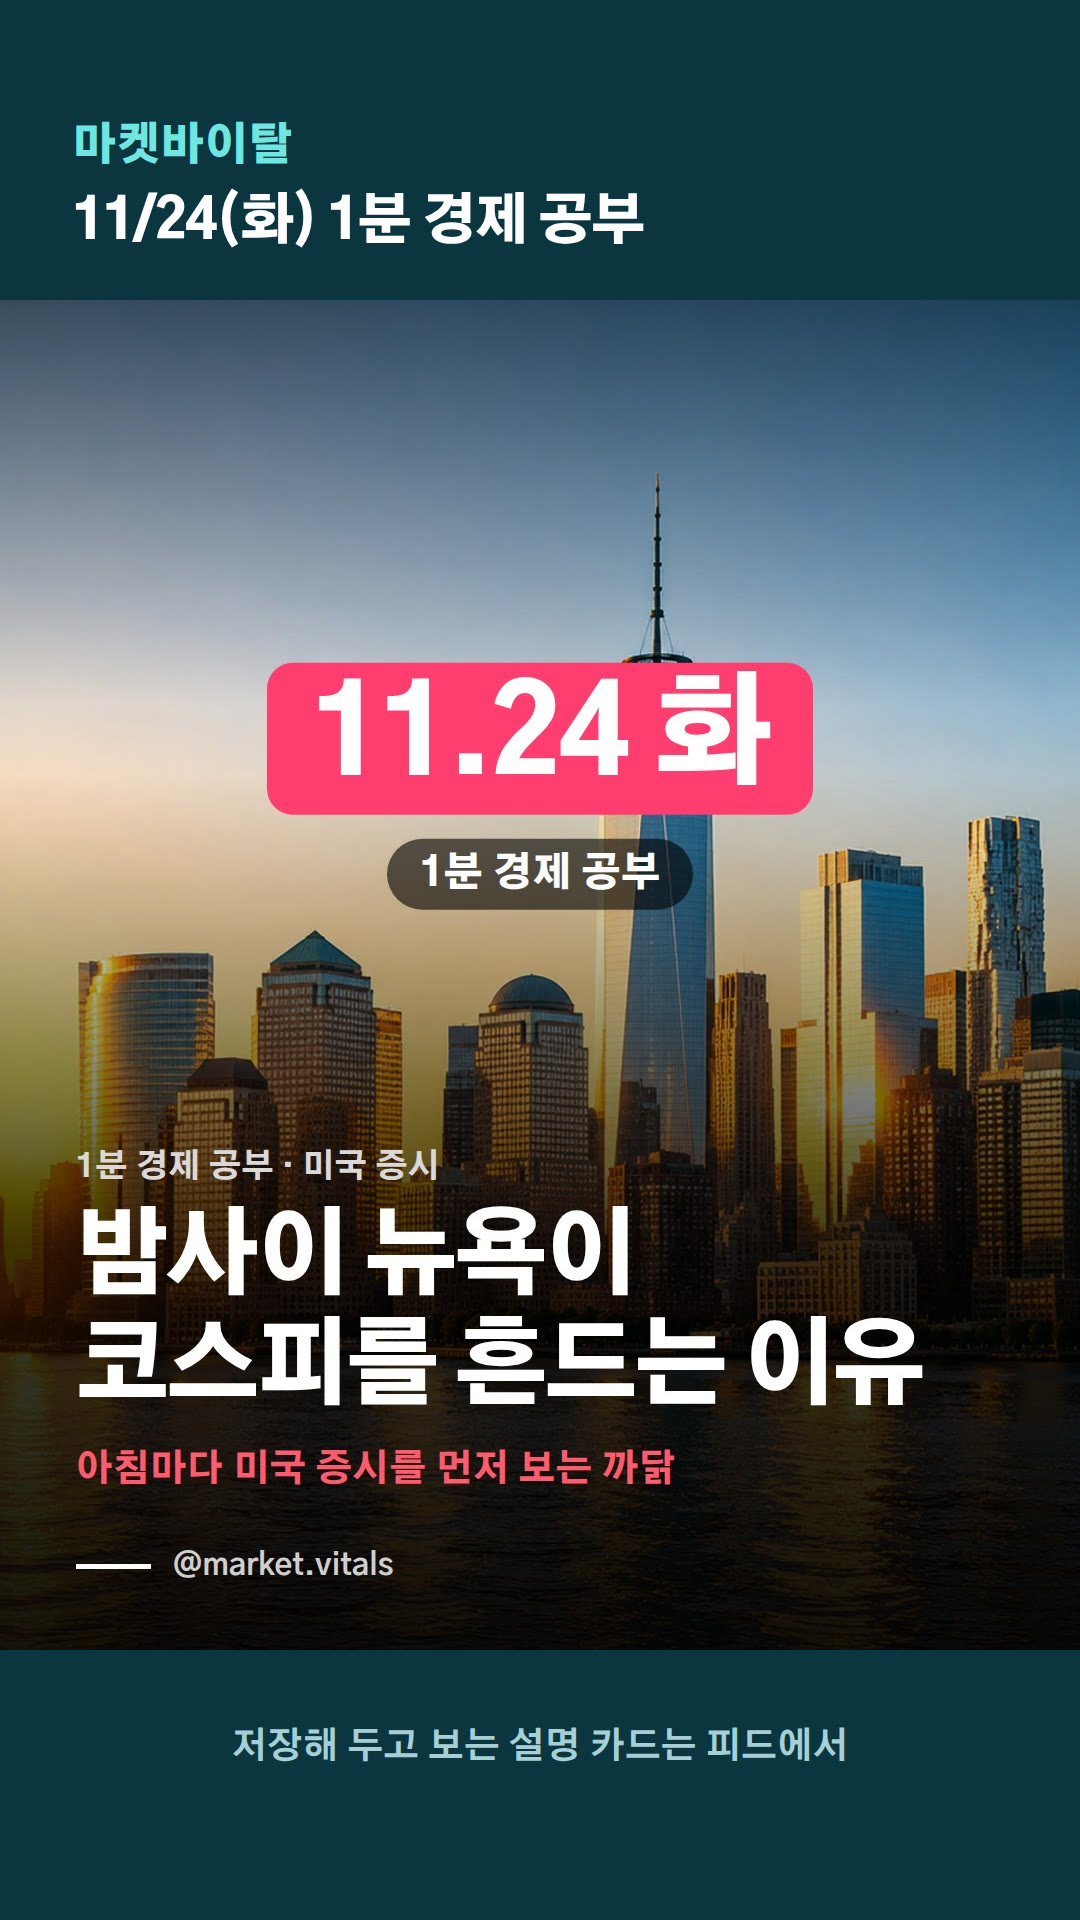 마켓바이탈
11/24(화) 1분 경제 공부
11.24 화
1분 경제 공부
1분 경제 공부 · 미국 증시
밤사이 뉴욕이
코스피를 흔드는 이유
아침마다 미국 증시를 먼저 보는 까닭
@market.vitals
저장해 두고 보는 설명 카드는 피드에서